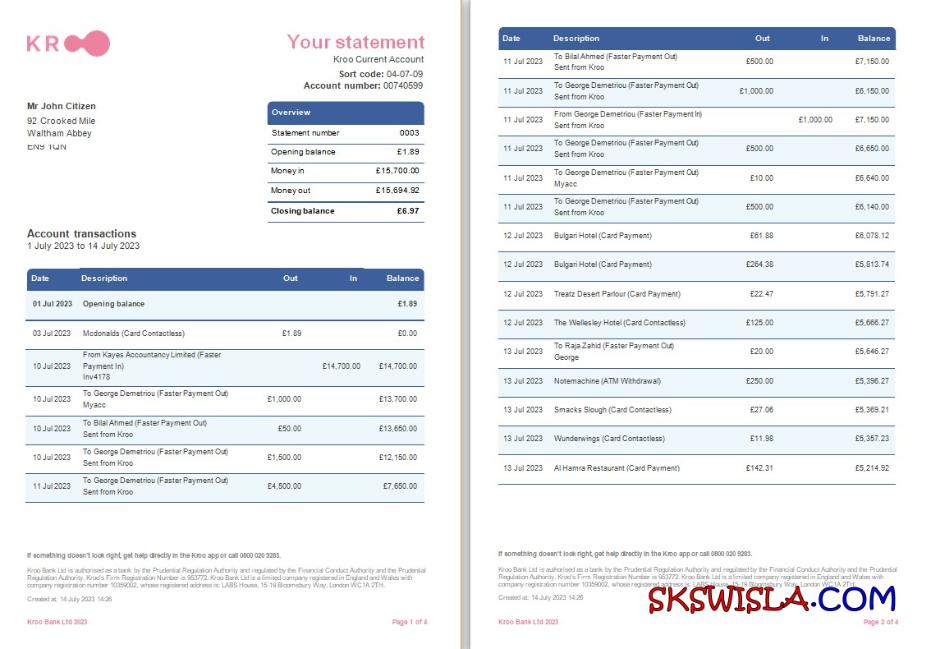 KROO
Your statement
Kroo Current Account
Sort code: 04-07-09
Account number: 00740599
Mr John Citizen
92 Crooked Mile
Waltham Abbey
EN9 1QN
Overview
Statement number 0003
Opening balance £1.89
Money in £15,700.00
Money out £15,694.92
Closing balance £6.97
Account transactions
1 July 2023 to 14 July 2023
Date Description Out In Balance
01 Jul 2023 Opening balance £1.89
03 Jul 2023 Mcdonalds (Card Contactless) £1.89 £0.00
From Kayes Accountancy Limited (Faster
10 Jul 2023 Payment In) £14,700.00 £14,700.00
Inv4178
10 Jul 2023 To George Demetriou (Faster Payment Out) £1,000.00 £13,700.00
Myacc
10 Jul 2023 To Bilal Ahmed (Faster Payment Out) £50.00 £13,650.00
Sent from Kroo
10 Jul 2023 To George Demetriou (Faster Payment Out) £1,500.00 £12,150.00
Sent from Kroo
11 Jul 2023 To George Demetriou (Faster Payment Out) £4,500.00 £7,650.00
Sent from Kroo
If something doesn't look right, get help directly in the Kroo app or call 0800 020 9283.
Kroo Bank Ltd is authorised as a bank by the Prudential Regulation Authority and regulated by the Financial Conduct Authority and the Prudential
Regulation Authority. Kroo's Firm Registration Number is 953772. Kroo Bank Ltd is a limited company registered in England and Wales with
company registration number 10359002, whose registered address is: LABS House, 15-19 Bloomsbury Way, London WC1A 2TH.
Created at: 14 July 2023 14:26
Kroo Bank Ltd 2023 Page 1 of 4
Date Description Out In Balance
11 Jul 2023 To Bilal Ahmed (Faster Payment Out) £500.00 £7,150.00
Sent from Kroo
11 Jul 2023 To George Demetriou (Faster Payment Out) £1,000.00 £6,150.00
Sent from Kroo
11 Jul 2023 From George Demetriou (Faster Payment In) £1,000.00 £7,150.00
Sent from Kroo
11 Jul 2023 To George Demetriou (Faster Payment Out) £500.00 £6,650.00
Sent from Kroo
11 Jul 2023 To George Demetriou (Faster Payment Out) £10.00 £6,640.00
Myacc
11 Jul 2023 To George Demetriou (Faster Payment Out) £500.00 £6,140.00
Sent from Kroo
12 Jul 2023 Bulgari Hotel (Card Payment) £61.88 £6,078.12
12 Jul 2023 Bulgari Hotel (Card Payment) £264.38 £5,813.74
12 Jul 2023 Treatz Desert Parlour (Card Payment) £22.47 £5,791.27
12 Jul 2023 The Wellesley Hotel (Card Contactless) £125.00 £5,666.27
13 Jul 2023 To Raja Zahid (Faster Payment Out) £20.00 £5,646.27
George
13 Jul 2023 Notemachine (ATM Withdrawal) £250.00 £5,396.27
13 Jul 2023 Smacks Slough (Card Contactless) £27.06 £5,369.21
13 Jul 2023 Wunderwings (Card Contactless) £11.98 £5,357.23
13 Jul 2023 Al Hamra Restaurant (Card Payment) £142.31 £5,214.92
If something doesn't look right, get help directly in the Kroo app or call 0800 020 9283.
Kroo Bank Ltd is authorised as a bank by the Prudential Regulation Authority and regulated by the Financial Conduct Authority and the Prudential
Regulation Authority. Kroo's Firm Registration Number is 953772. Kroo Bank Ltd is a limited company registered in England and Wales with
company registration number 10359002, whose registered address is: LABS House, 15-19 Bloomsbury Way, London WC1A 2TH.
Created at: 14 July 2023 14:26
SKSWISLA.COM
Kroo Bank Ltd 2023 Page 2 of 4